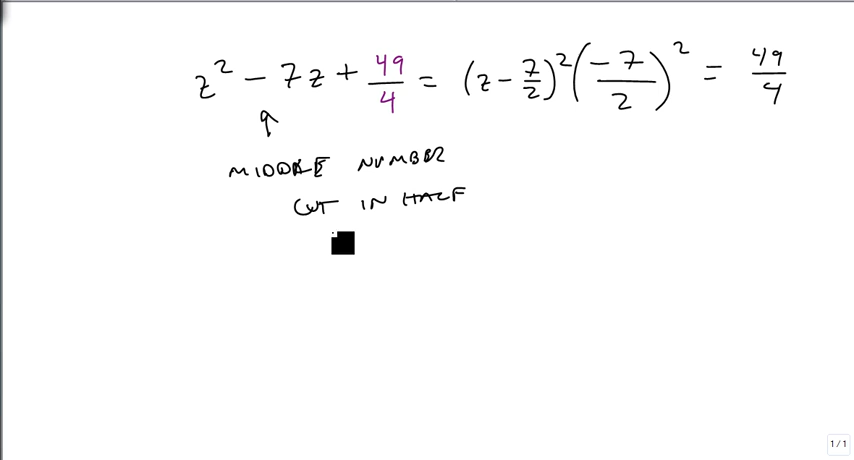 z² - 7z + 49/4 = (z - 7/2)² (-7/2)² = 49/4
MIDDLE NUMBER
CUT IN HALF
1 / 1